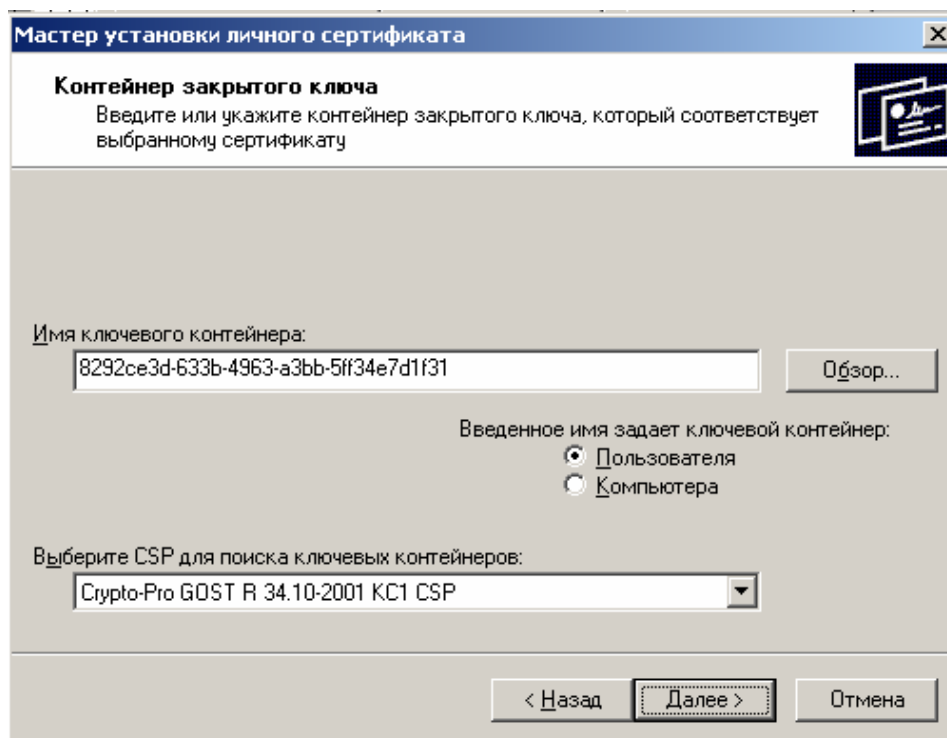 Мастер установки личного сертификата
Контейнер закрытого ключа
Введите или укажите контейнер закрытого ключа, который соответствует
выбранному сертификату
Имя ключевого контейнера:
8292ce3d-633b-4963-a3bb-5ff34e7d1f31
Обзор...
Введенное имя задает ключевой контейнер:
Пользователя
Компьютера
Выберите CSP для поиска ключевых контейнеров:
Crypto-Pro GOST R 34.10-2001 KC1 CSP
< Назад
Далее >
Отмена